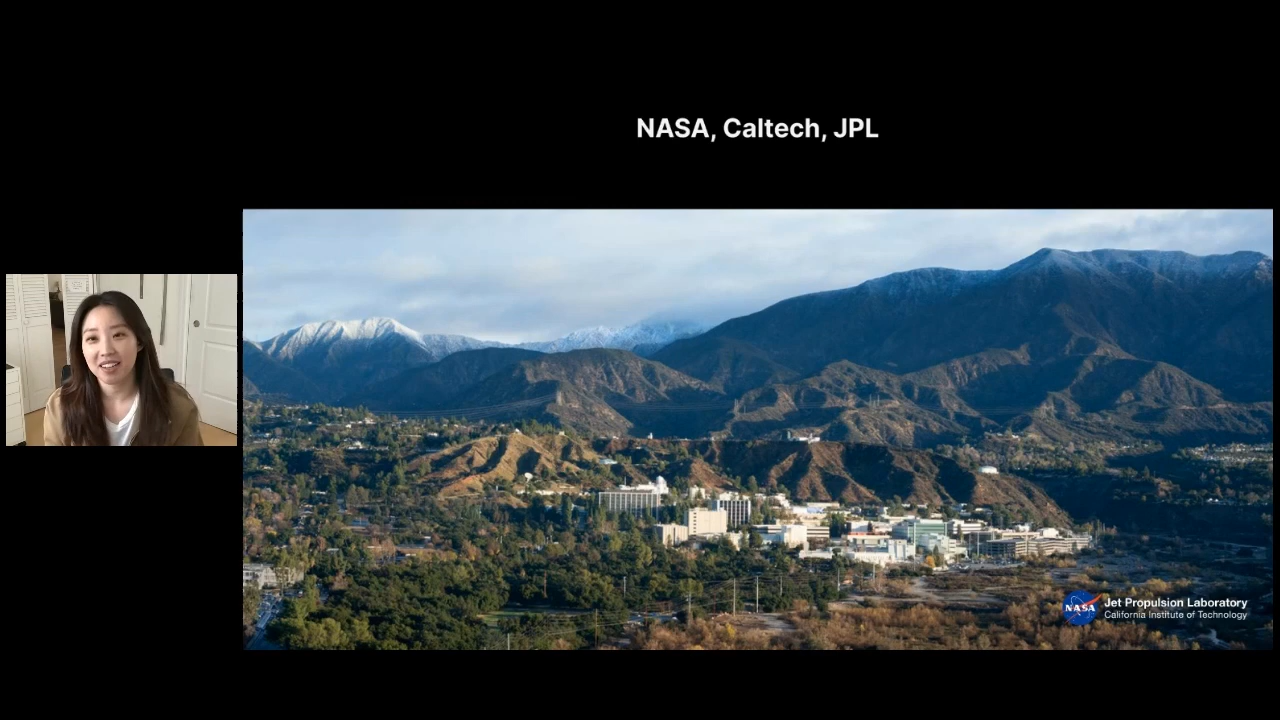 NASA, Caltech, JPL
NASA
Jet Propulsion Laboratory
California Institute of Technology